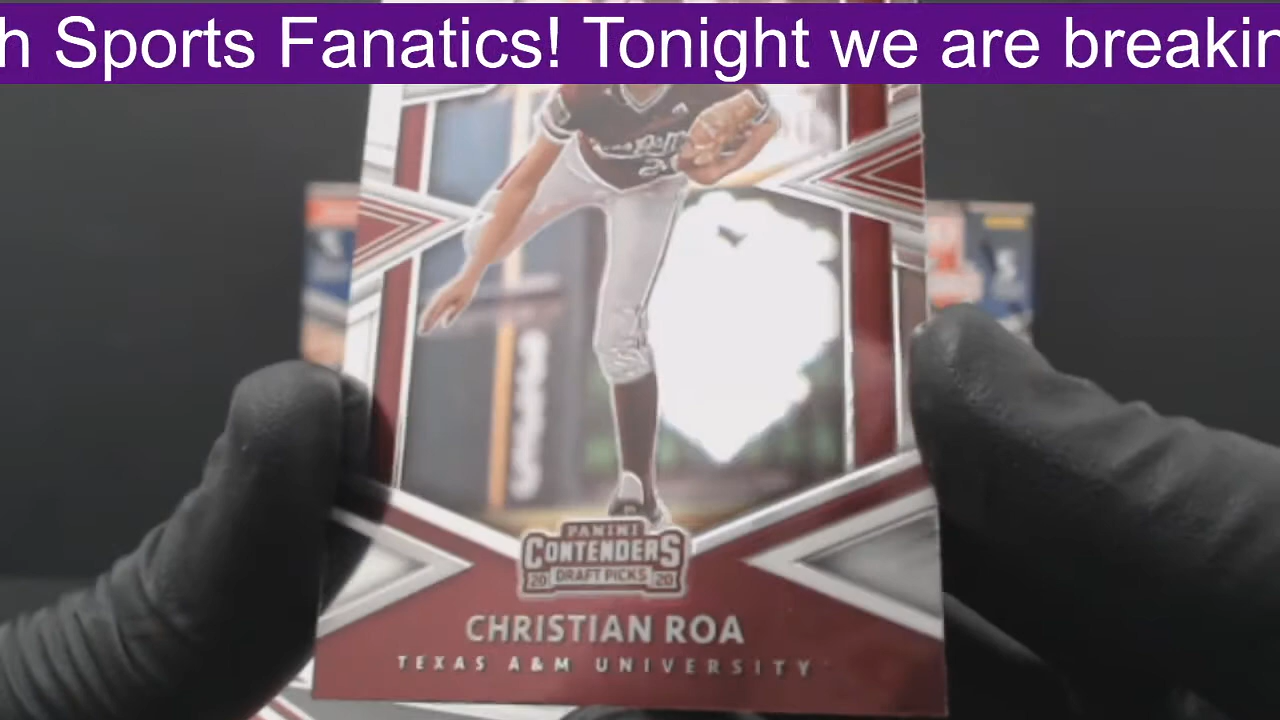 h Sports Fanatics! Tonight we are breakin
PANINI
CONTENDERS
20 DRAFT PICKS 20
CHRISTIAN ROA
TEXAS A&M UNIVERSITY